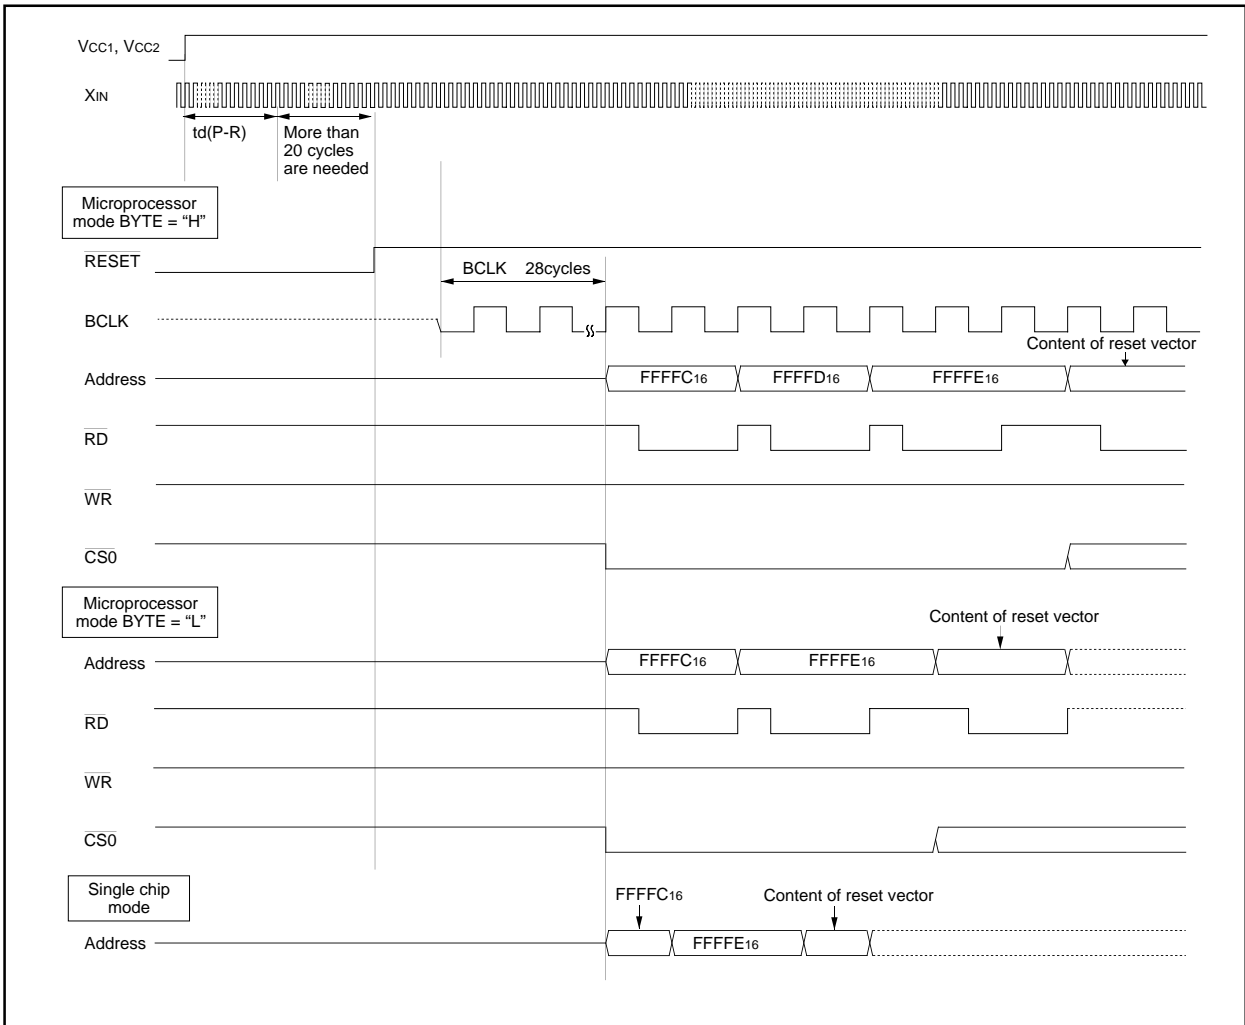 VCC1, VCC2
XIN
td(P-R)
More than
20 cycles
are needed
Microprocessor
mode BYTE = “H”
RESET
BCLK 28cycles
BCLK
Content of reset vector
Address
FFFFC16
FFFFD16
FFFFE16
RD
WR
CS0
Microprocessor
mode BYTE = “L”
Content of reset vector
Address
FFFFC16
FFFFE16
RD
WR
CS0
Single chip
mode
FFFFC16
Content of reset vector
Address
FFFFE16